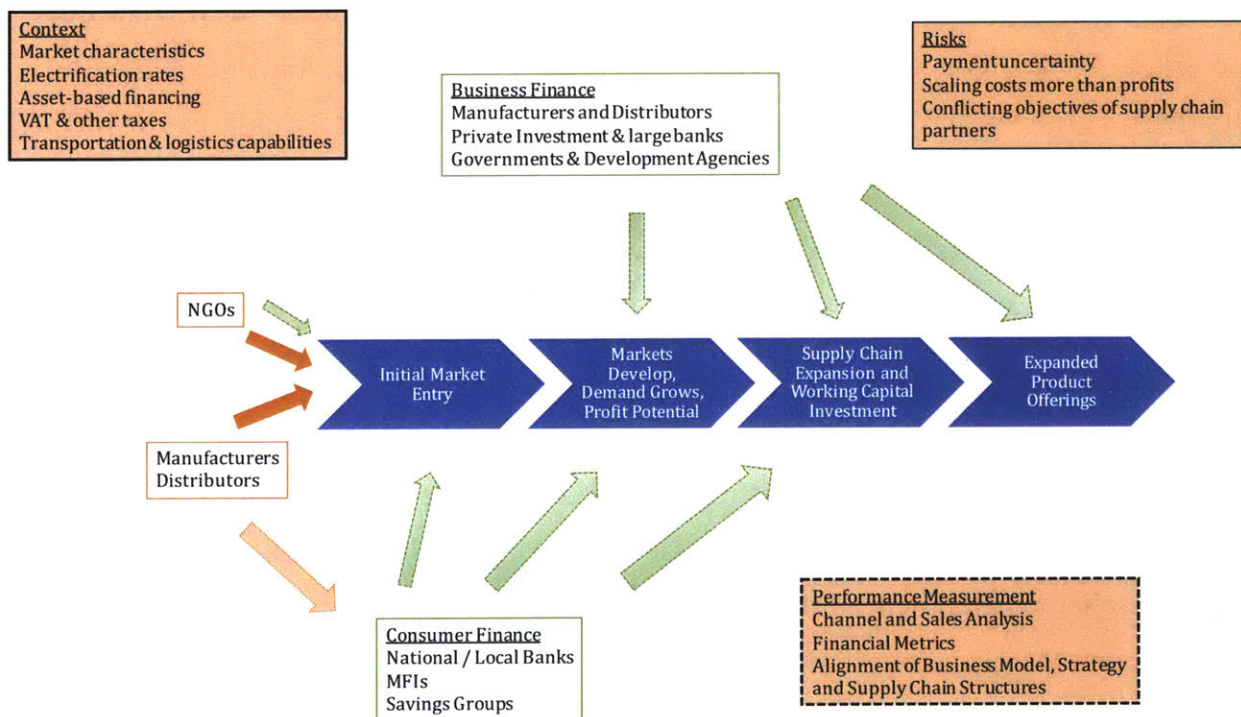 Context
Market characteristics
Electrification rates
Asset-based financing
VAT & other taxes
Transportation & logistics capabilities
Business Finance
Manufacturers and Distributors
Private Investment & large banks
Governments & Development Agencies
Risks
Payment uncertainty
Scaling costs more than profits
Conflicting objectives of supply chain
partners
NGOs
Manufacturers
Distributors
Initial Market
Entry
Markets
Develop,
Demand Grows,
Profit Potential
Supply Chain
Expansion and
Working Capital
Investment
Expanded
Product
Offerings
Consumer Finance
National / Local Banks
MFIs
Savings Groups
Performance Measurement
Channel and Sales Analysis
Financial Metrics
Alignment of Business Model, Strategy
and Supply Chain Structures